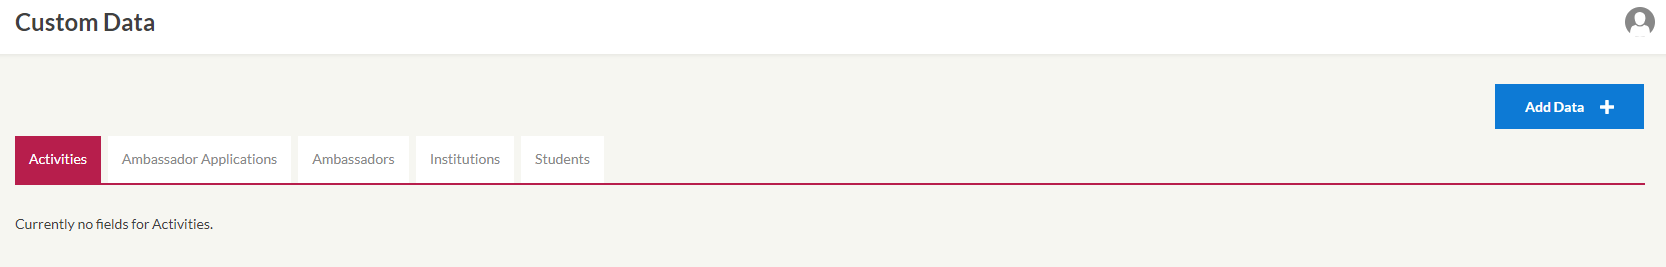 Custom Data
Add Data
Activities Ambassador Applications Ambassadors Institutions Students
Currently no fields for Activities.